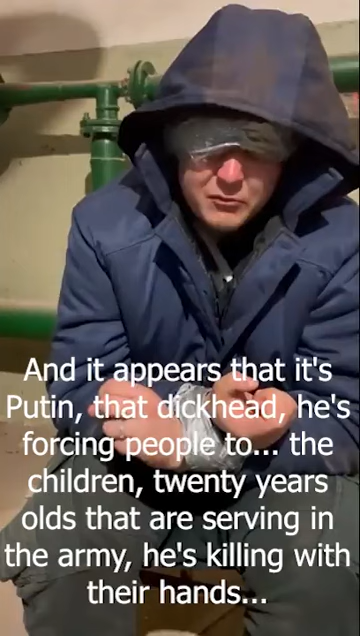 And it appears that it's
Putin, that dickhead, he's
forcing people to... the
children, twenty years
olds that are serving in
the army, he's killing with
their hands...